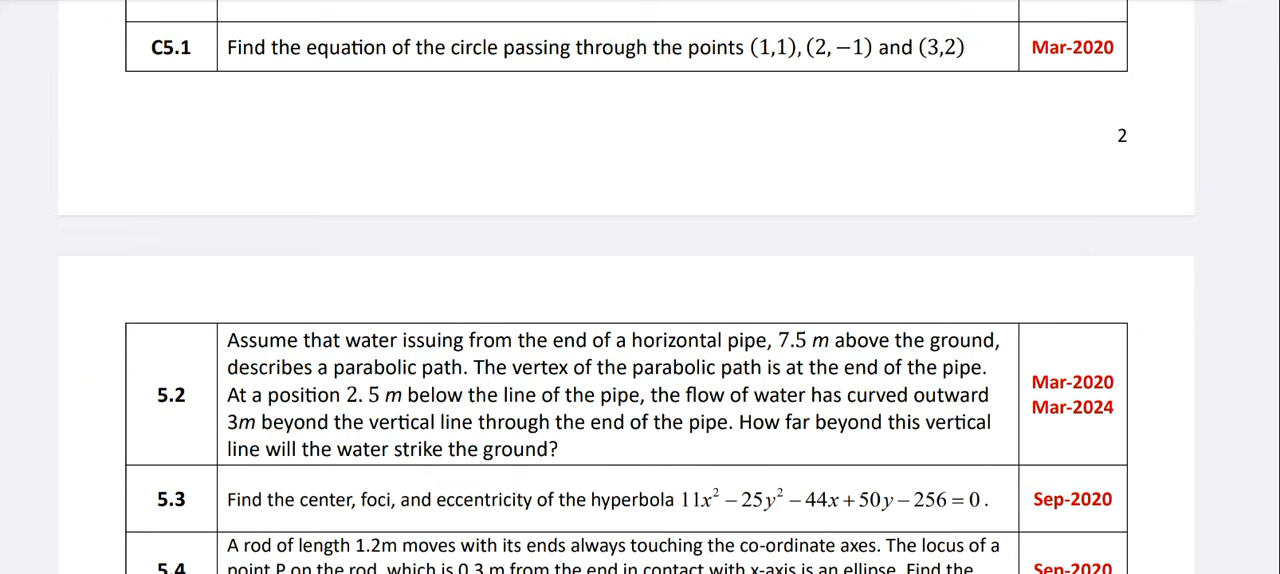 C5.1 Find the equation of the circle passing through the points (1,1), (2, −1) and (3,2) Mar-2020
2
Assume that water issuing from the end of a horizontal pipe, 7.5 m above the ground,
describes a parabolic path. The vertex of the parabolic path is at the end of the pipe.
Mar-2020
5.2 At a position 2. 5 m below the line of the pipe, the flow of water has curved outward
Mar-2024
3m beyond the vertical line through the end of the pipe. How far beyond this vertical
line will the water strike the ground?
5.3 Find the center, foci, and eccentricity of the hyperbola 11x² − 25y² − 44x + 50y − 256 = 0 . Sep-2020
A rod of length 1.2m moves with its ends always touching the co-ordinate axes. The locus of a
5.4 point P on the rod, which is 0.3 m from the end in contact with x-axis is an ellipse. Find the Sep-2020